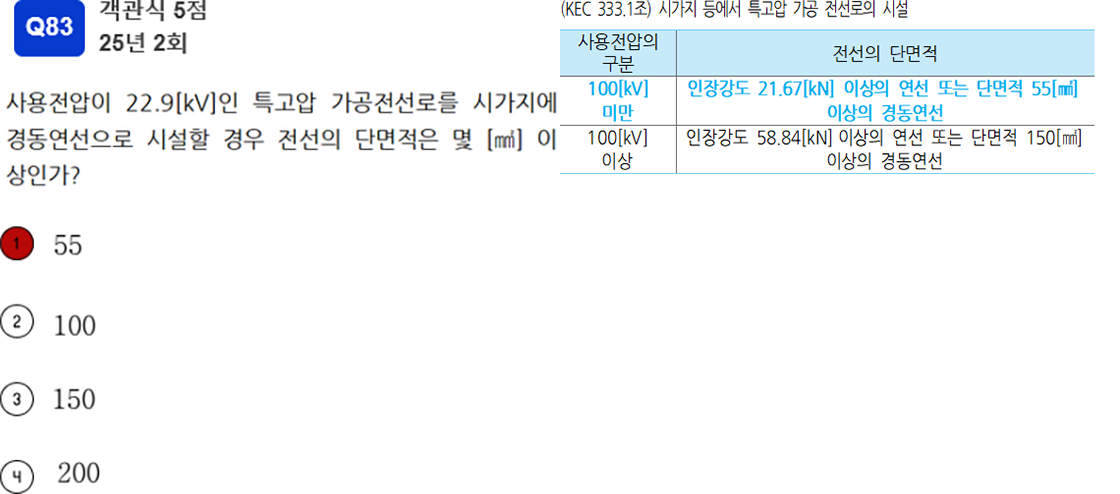 Q83
객관식 5점
25년 2회
사용전압이 22.9[kV]인 특고압 가공전선로를 시가지에
경동연선으로 시설할 경우 전선의 단면적은 몇 [㎟] 이
상인가?
1 55
2 100
3 150
4 200
(KEC 333.1조) 시가지 등에서 특고압 가공 전선로의 시설
사용전압의
구분
전선의 단면적
100[kV]
미만
인장강도 21.67[kN] 이상의 연선 또는 단면적 55[㎟]
이상의 경동연선
100[kV]
이상
인장강도 58.84[kN] 이상의 연선 또는 단면적 150[㎟]
이상의 경동연선